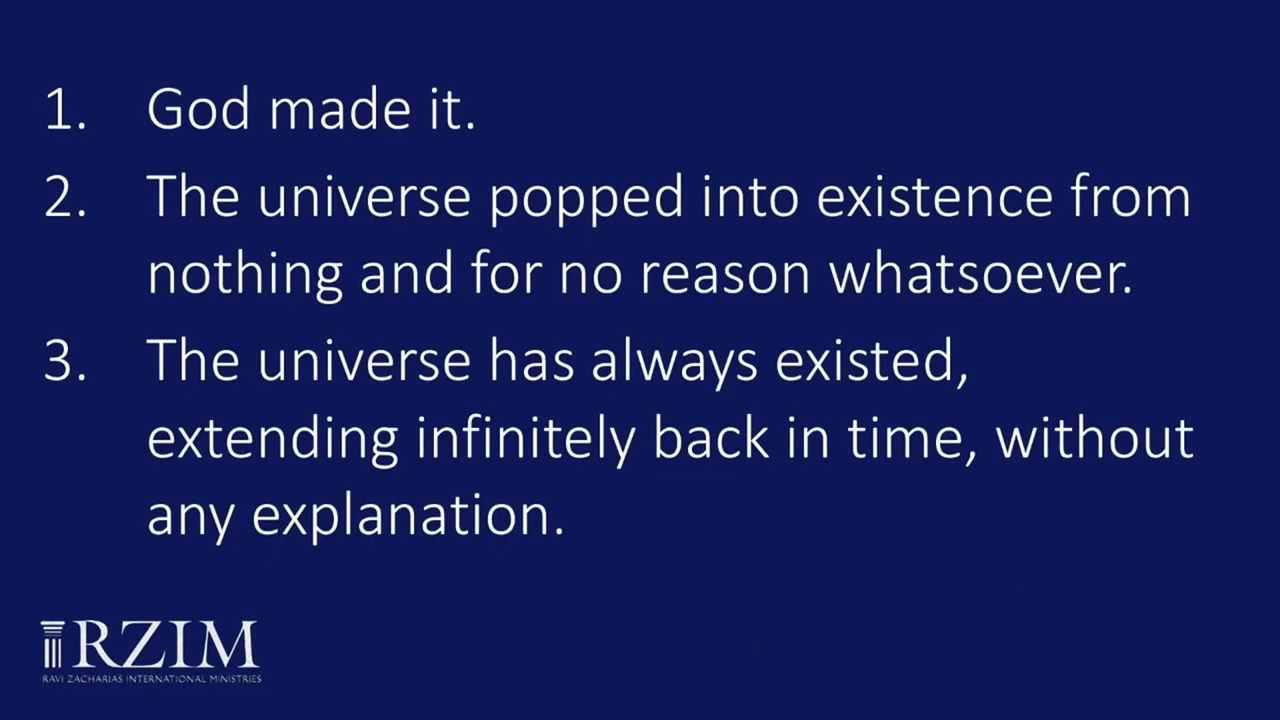 1. God made it.
2. The universe popped into existence from
nothing and for no reason whatsoever.
3. The universe has always existed,
extending infinitely back in time, without
any explanation.
RZIM
RAVI ZACHARIAS INTERNATIONAL MINISTRIES